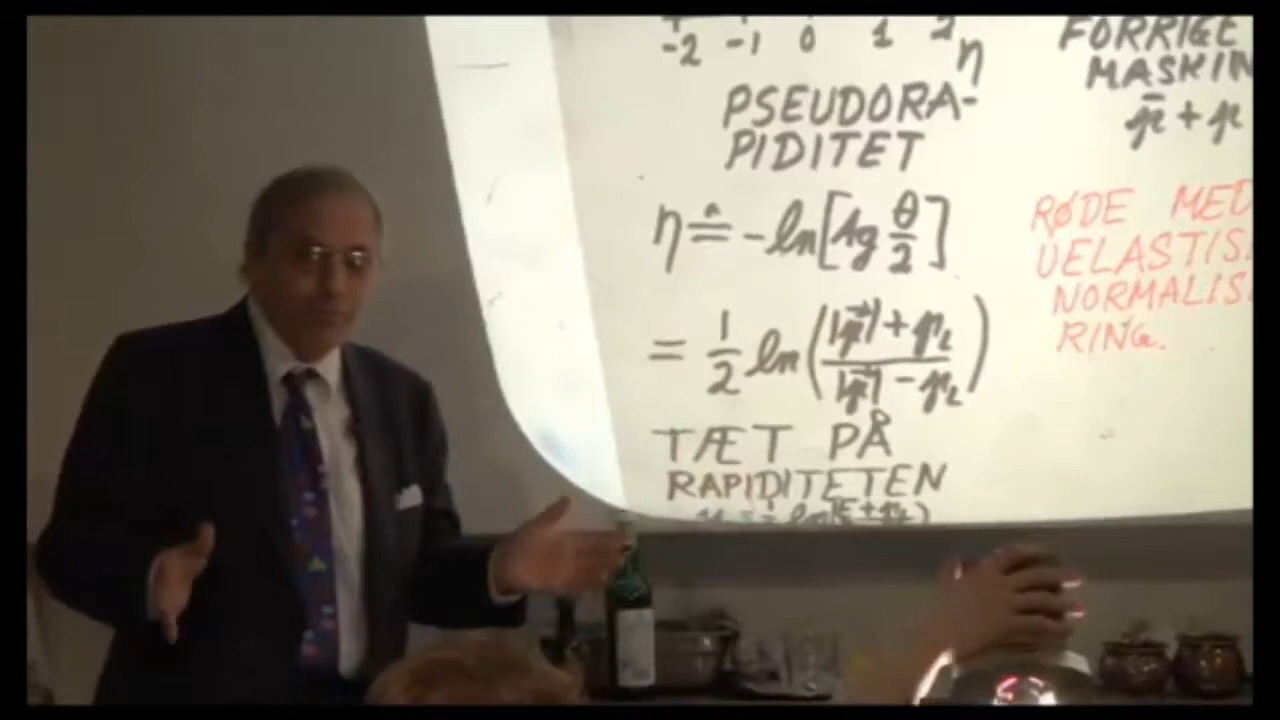 -2 -1 0 1 2
η
PSEUDORA-
PIDITET
η ≙ -ln[tg θ/2]
= 1/2 ln(|p⃗|+p_L / |p⃗|-p_L)
TÆT PÅ
RAPIDITETEN
FORRIGE
MASKIN
p̄ + p
RØDE MED
UELASTIS
NORMALIS
RING.